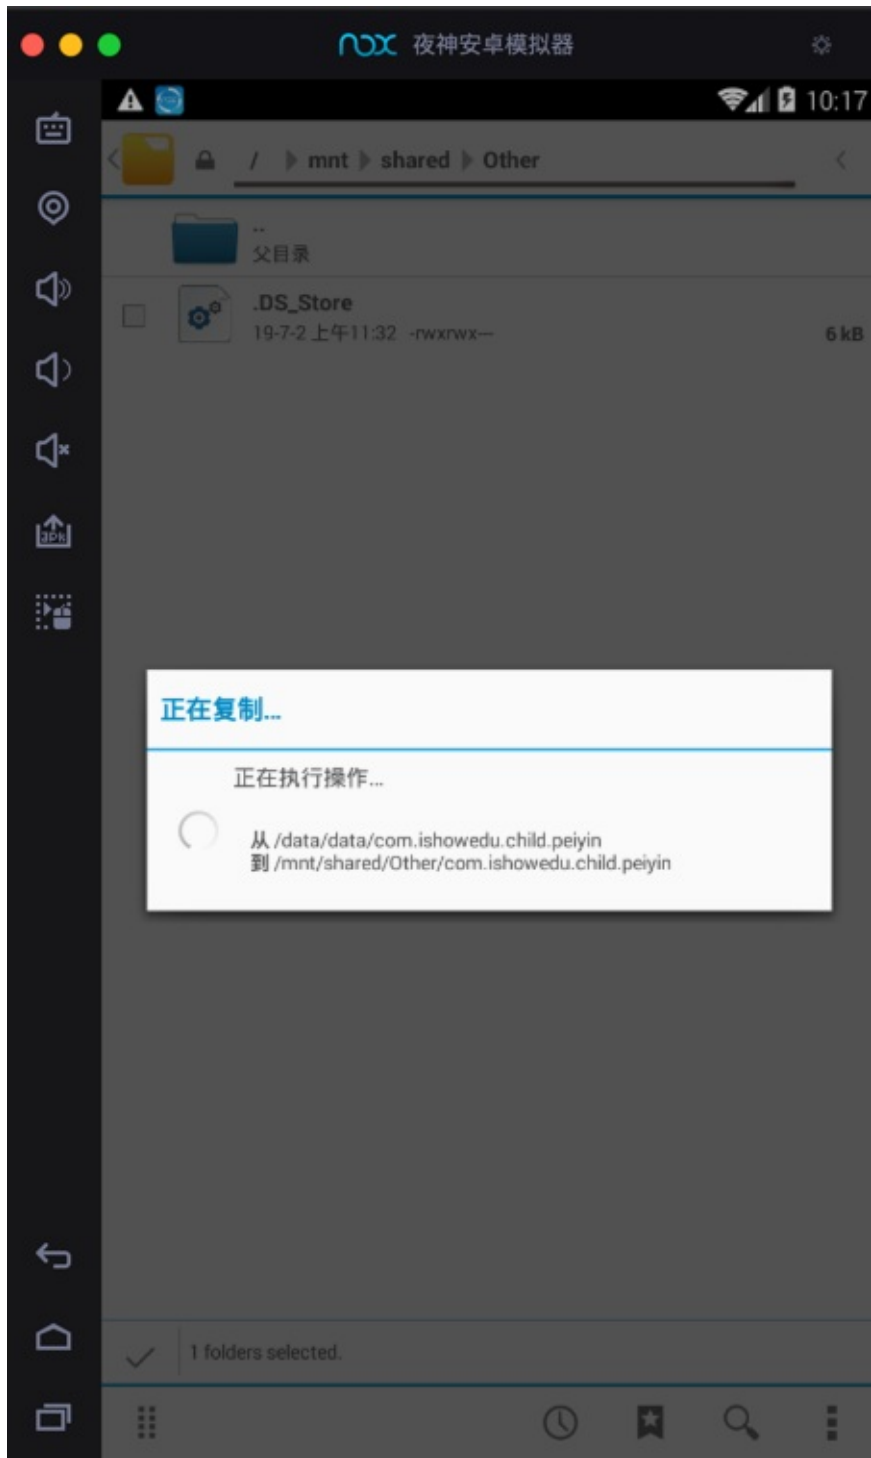 nox 夜神安卓模拟器
10:17
/ mnt shared Other
..
父目录
.DS_Store
19-7-2 上午11:32 -rwxrwx---
6 kB
正在复制...
正在执行操作...
从 /data/data/com.ishowedu.child.peiyin
到 /mnt/shared/Other/com.ishowedu.child.peiyin
1 folders selected.